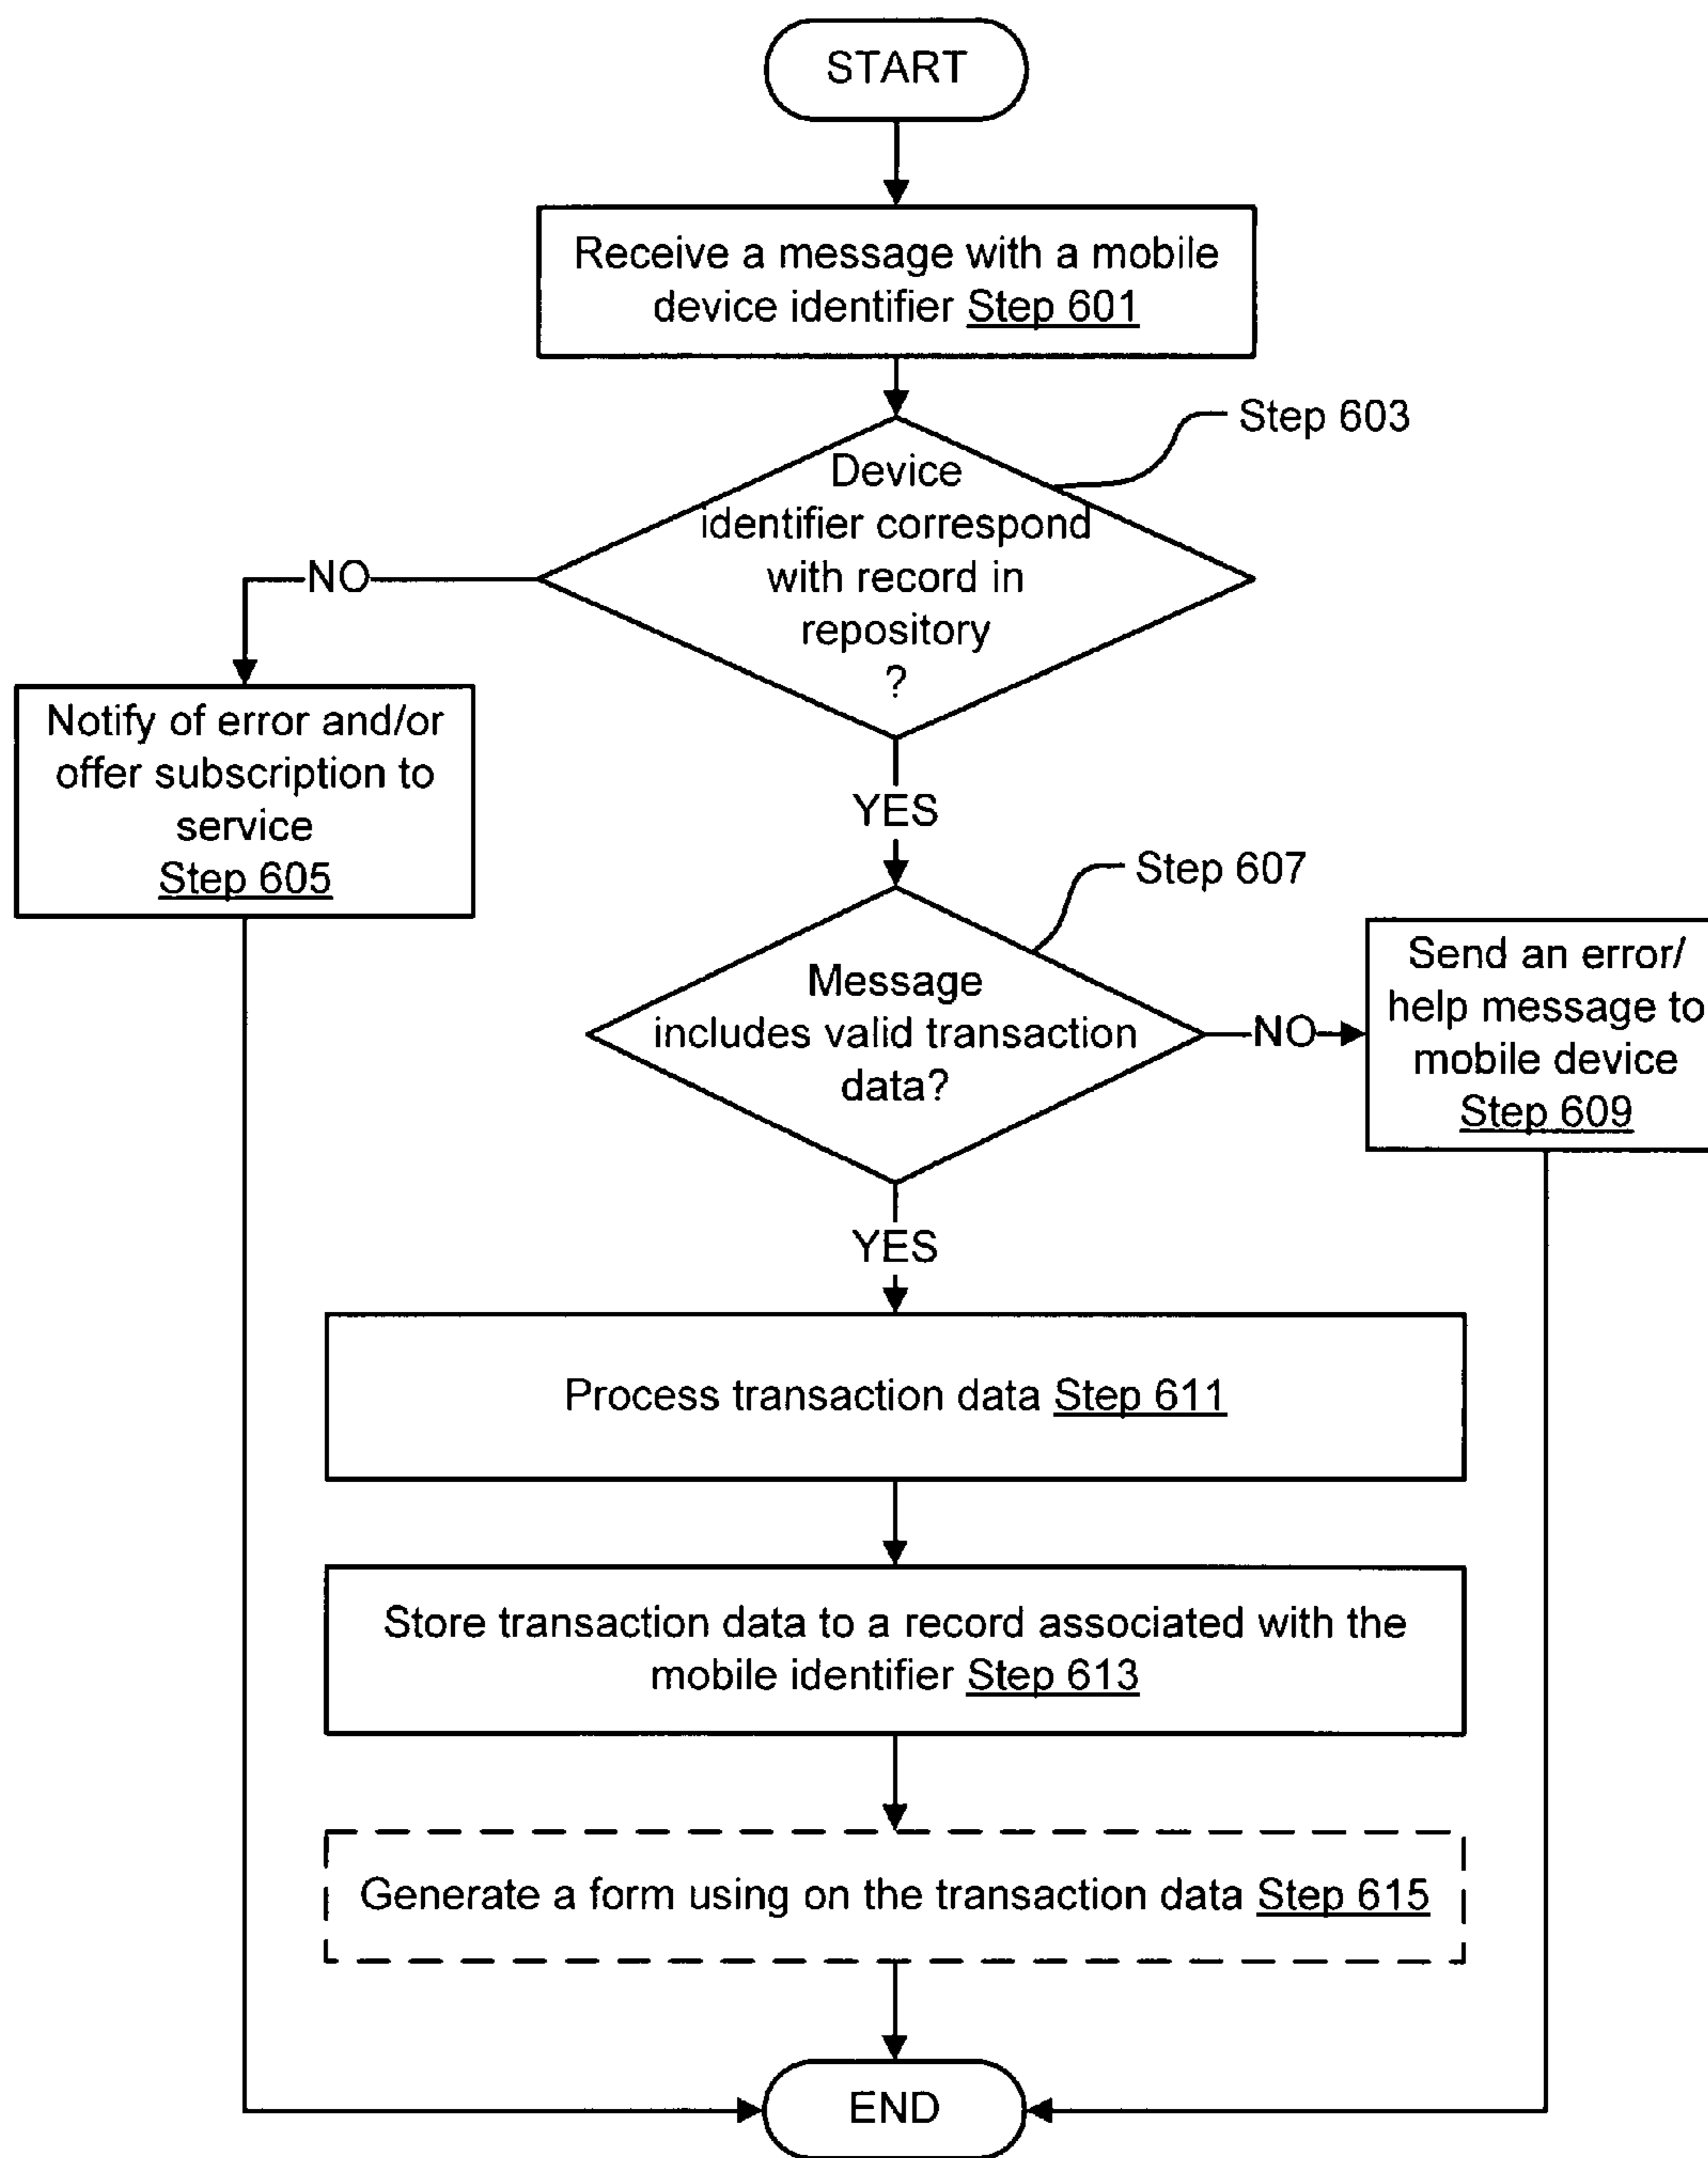 START
Receive a message with a mobile
device identifier Step 601
Step 603
Device
identifier correspond
with record in
repository
?
NO
Notify of error and/or
offer subscription to
service
Step 605
YES
Step 607
Message
includes valid transaction
data?
NO
Send an error/
help message to
mobile device
Step 609
YES
Process transaction data Step 611
Store transaction data to a record associated with the
mobile identifier Step 613
Generate a form using on the transaction data Step 615
END